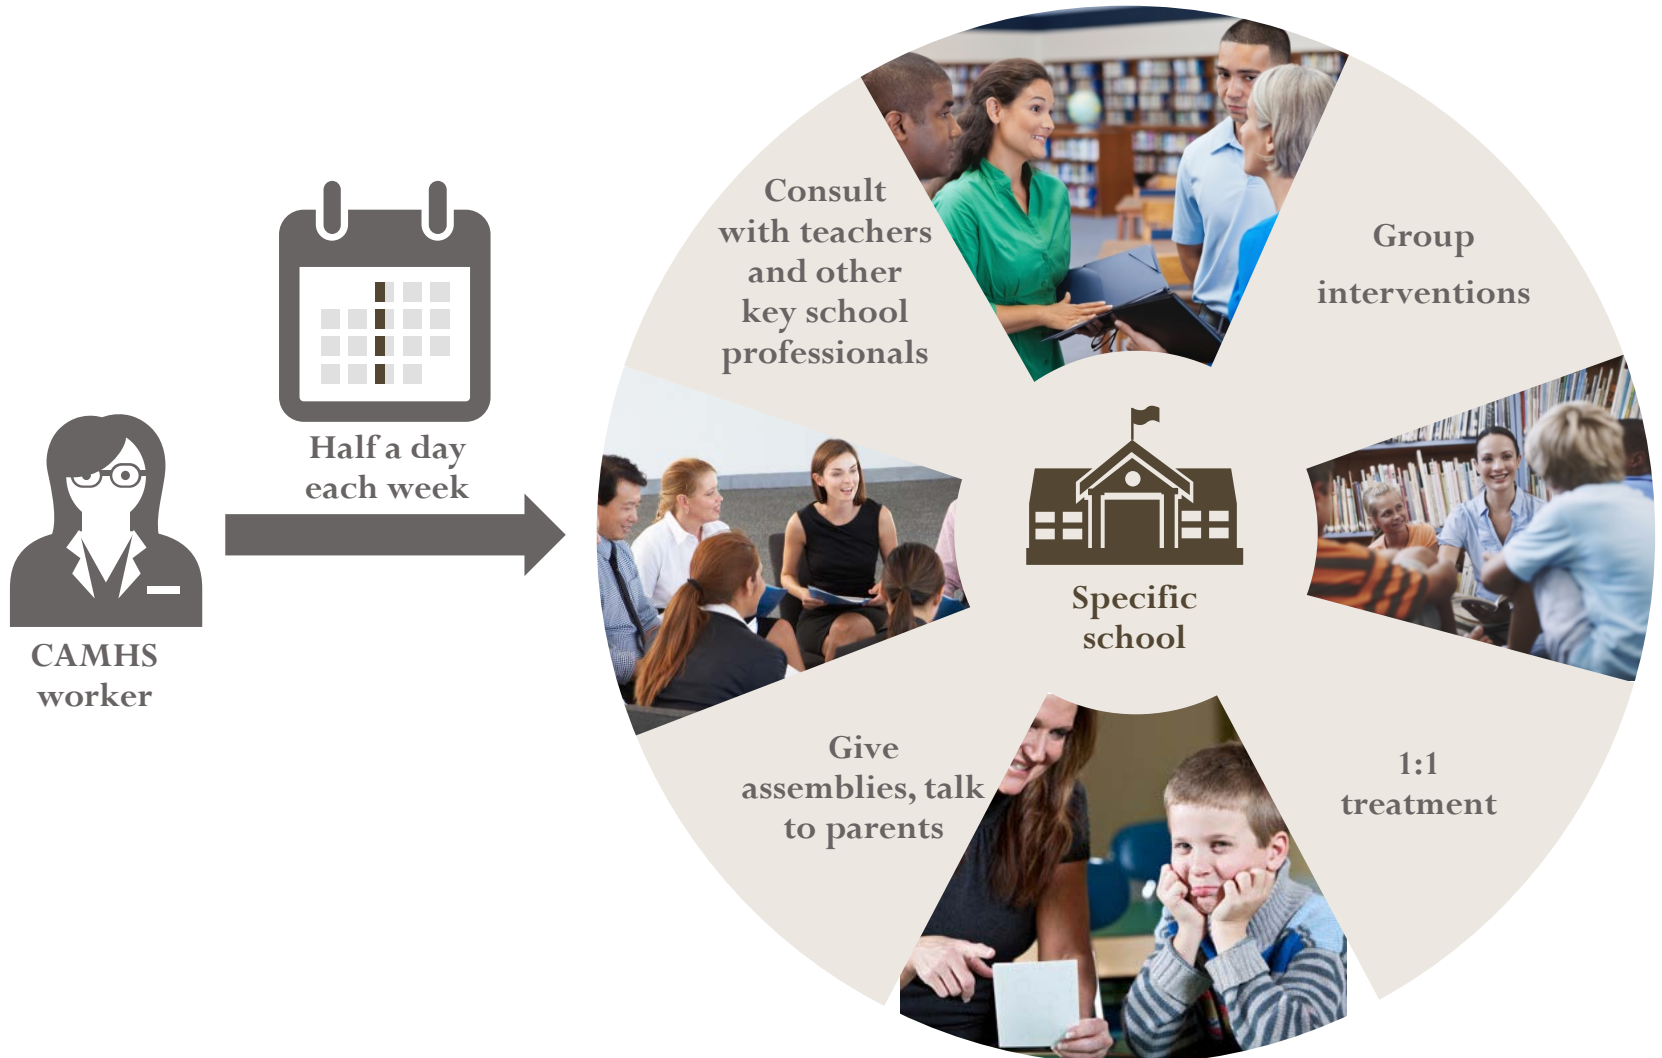 CAMHS
worker
Half a day
each week
Consult
with teachers
and other
key school
professionals
Group
interventions
Specific
school
Give
assemblies, talk
to parents
1:1
treatment